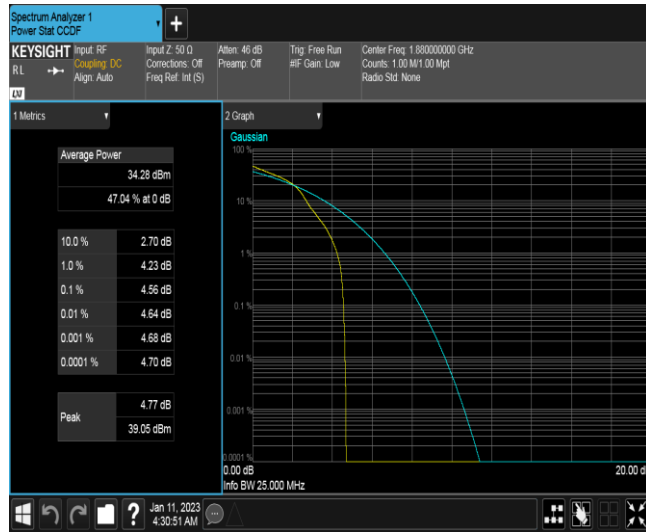 Spectrum Analyzer 1
Power Stat CCDF
+
KEYSIGHT Input: RF Input Z: 50 Ω Atten: 46 dB Trig: Free Run Center Freq: 1.880000000 GHz
RL Coupling: DC Corrections: Off Preamp: Off #IF Gain: Low Counts: 1.00 M/1.00 Mpt
Align: Auto Freq Ref: Int (S) Radio Std: None
LXI
1 Metrics 2 Graph
Gaussian
Average Power
34.28 dBm
47.04 % at 0 dB
10.0 % 2.70 dB
1.0 % 4.23 dB
0.1 % 4.56 dB
0.01 % 4.64 dB
0.001 % 4.68 dB
0.0001 % 4.70 dB
Peak 4.77 dB
39.05 dBm
100 %
10 %
1 %
0.1 %
0.01 %
0.001 %
0.0001 %
0.00 dB 20.00 d
Info BW 25.000 MHz
? Jan 11, 2023
4:30:51 AM